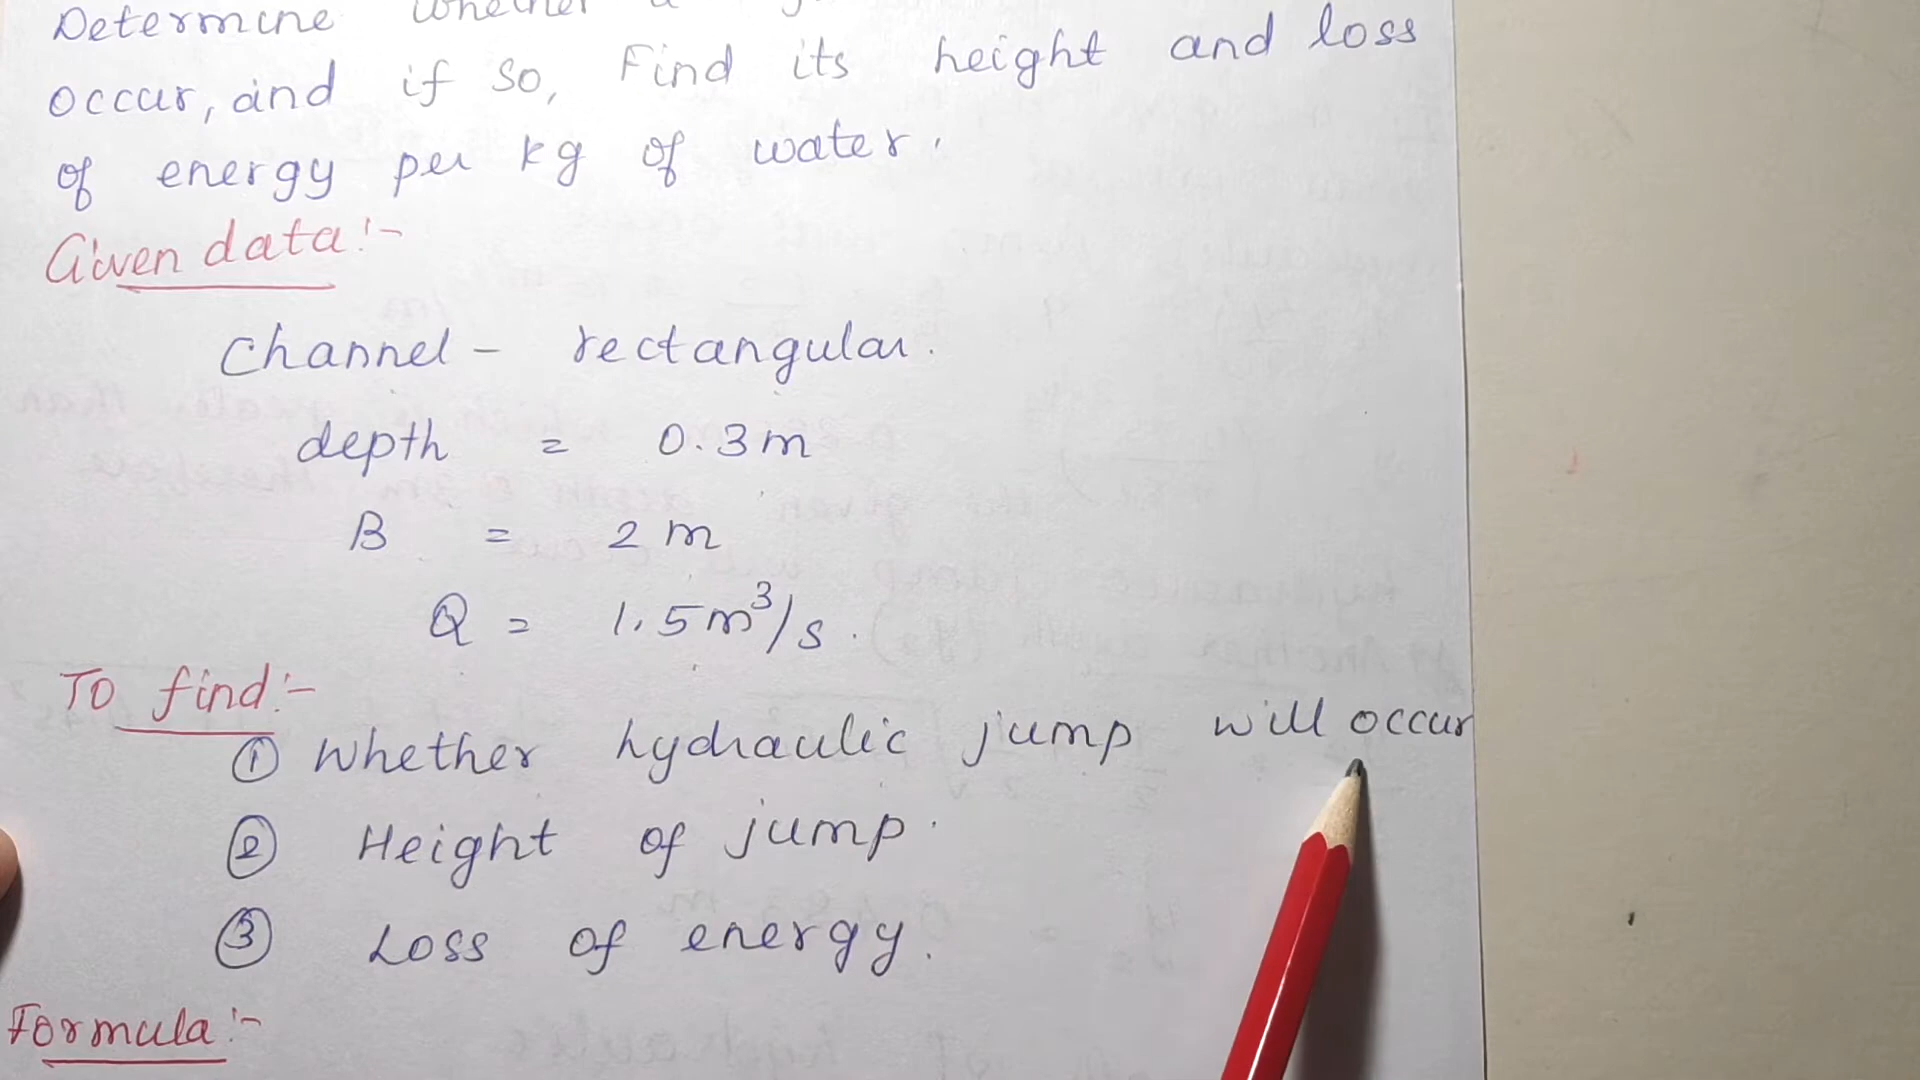 Determine whether a
occur, and if so, Find its height and loss
of energy per kg of water.
Given data:-
Channel - rectangular.
depth = 0.3m
B = 2 m
Q = 1.5m³/s.
To find:-
① Whether hydraulic jump will occur
② Height of jump.
③ Loss of energy.
Formula:-